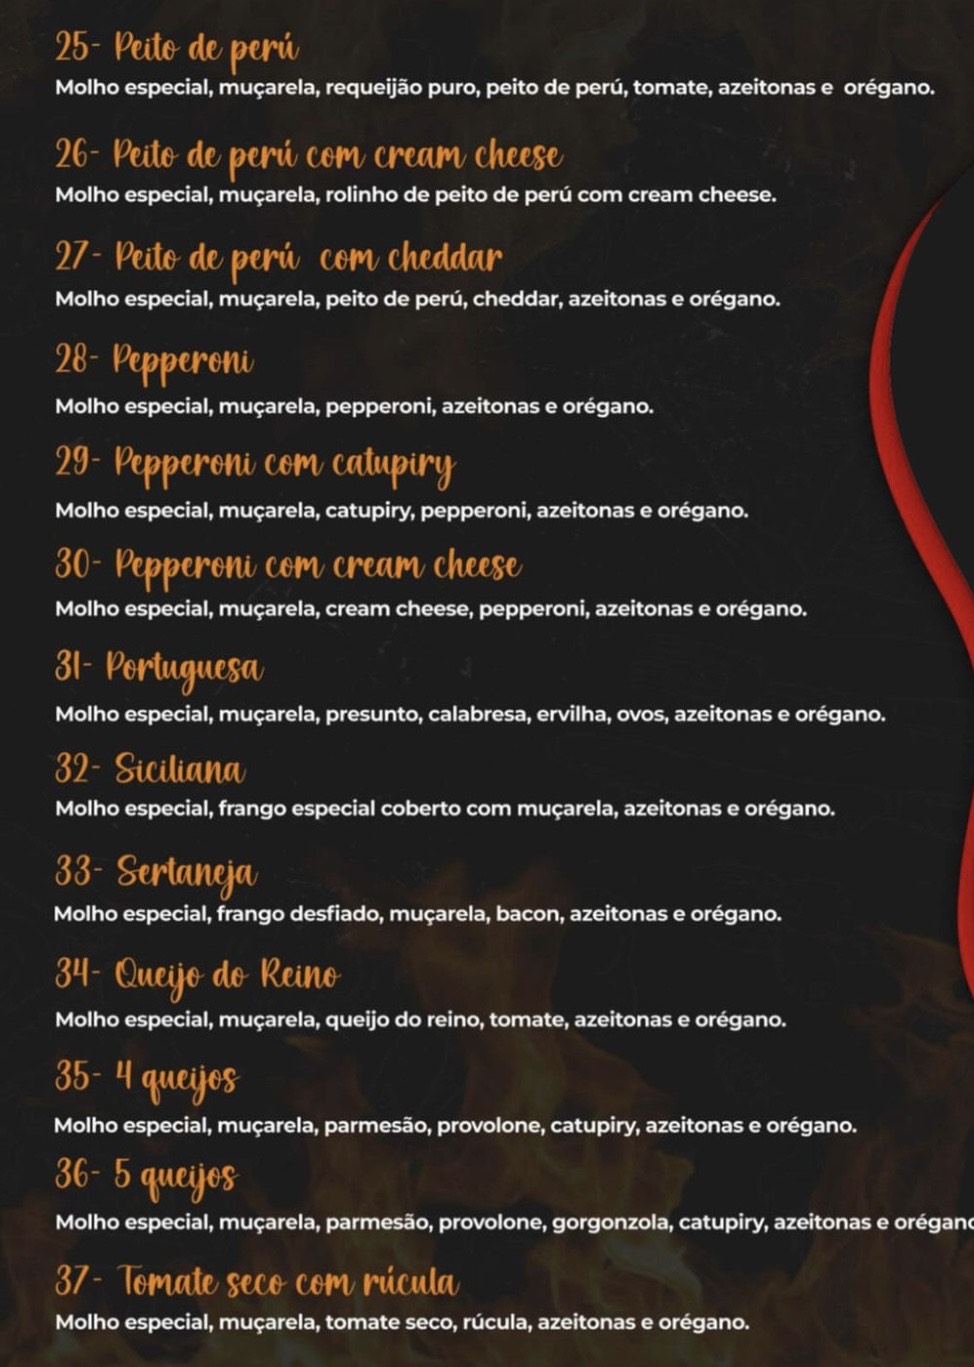 25- Peito de perú
Molho especial, muçarela, requeijão puro, peito de perú, tomate, azeitonas e orégano.
26- Peito de perú com cream cheese
Molho especial, muçarela, rolinho de peito de perú com cream cheese.
27- Peito de perú com cheddar
Molho especial, muçarela, peito de perú, cheddar, azeitonas e orégano.
28- Pepperoni
Molho especial, muçarela, pepperoni, azeitonas e orégano.
29- Pepperoni com catupiry
Molho especial, muçarela, catupiry, pepperoni, azeitonas e orégano.
30- Pepperoni com cream cheese
Molho especial, muçarela, cream cheese, pepperoni, azeitonas e orégano.
31- Portuguesa
Molho especial, muçarela, presunto, calabresa, ervilha, ovos, azeitonas e orégano.
32- Siciliana
Molho especial, frango especial coberto com muçarela, azeitonas e orégano.
33- Sertaneja
Molho especial, frango desfiado, muçarela, bacon, azeitonas e orégano.
34- Queijo do Reino
Molho especial, muçarela, queijo do reino, tomate, azeitonas e orégano.
35- 4 queijos
Molho especial, muçarela, parmesão, provolone, catupiry, azeitonas e orégano.
36- 5 queijos
Molho especial, muçarela, parmesão, provolone, gorgonzola, catupiry, azeitonas e orégano
37- Tomate seco com rúcula
Molho especial, muçarela, tomate seco, rúcula, azeitonas e orégano.